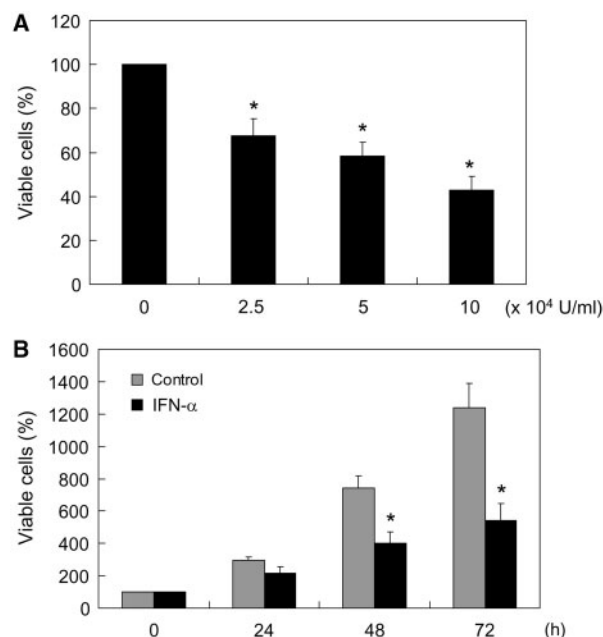 A
Viable cells (%)
120
100
80
60
40
20
0
*
*
*
0 2.5 5 10 (x 10⁴ U/ml)
B
Viable cells (%)
1600
1400
1200
1000
800
600
400
200
0
Control
IFN-α
*
*
0 24 48 72 (h)